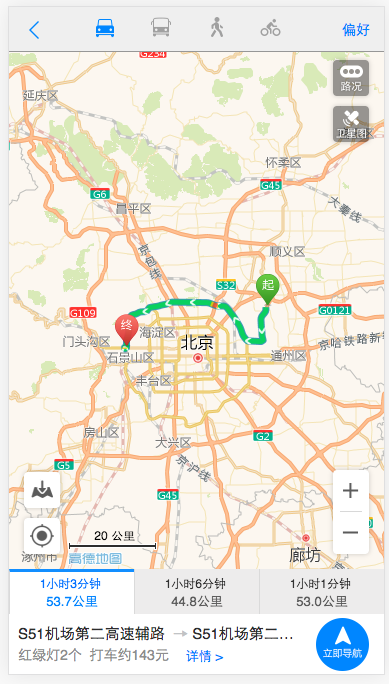 偏好
G234
延庆区
路况
卫星图
怀柔区
G45
G6
昌平区
大秦线
京包线
顺义区
S32
起
G109
终
G0121
门头沟区
海淀区
北京
京哈铁路新
石景山区
通州区
丰台区
房山区
大兴区
G2
G5
京沪线
G45
20 公里
涿州市
高德地图
廊坊
1小时3分钟
53.7公里
1小时6分钟
44.8公里
1小时1分钟
53.0公里
S51机场第二高速辅路 → S51机场第二…
红绿灯2个 打车约143元 详情 >
立即导航